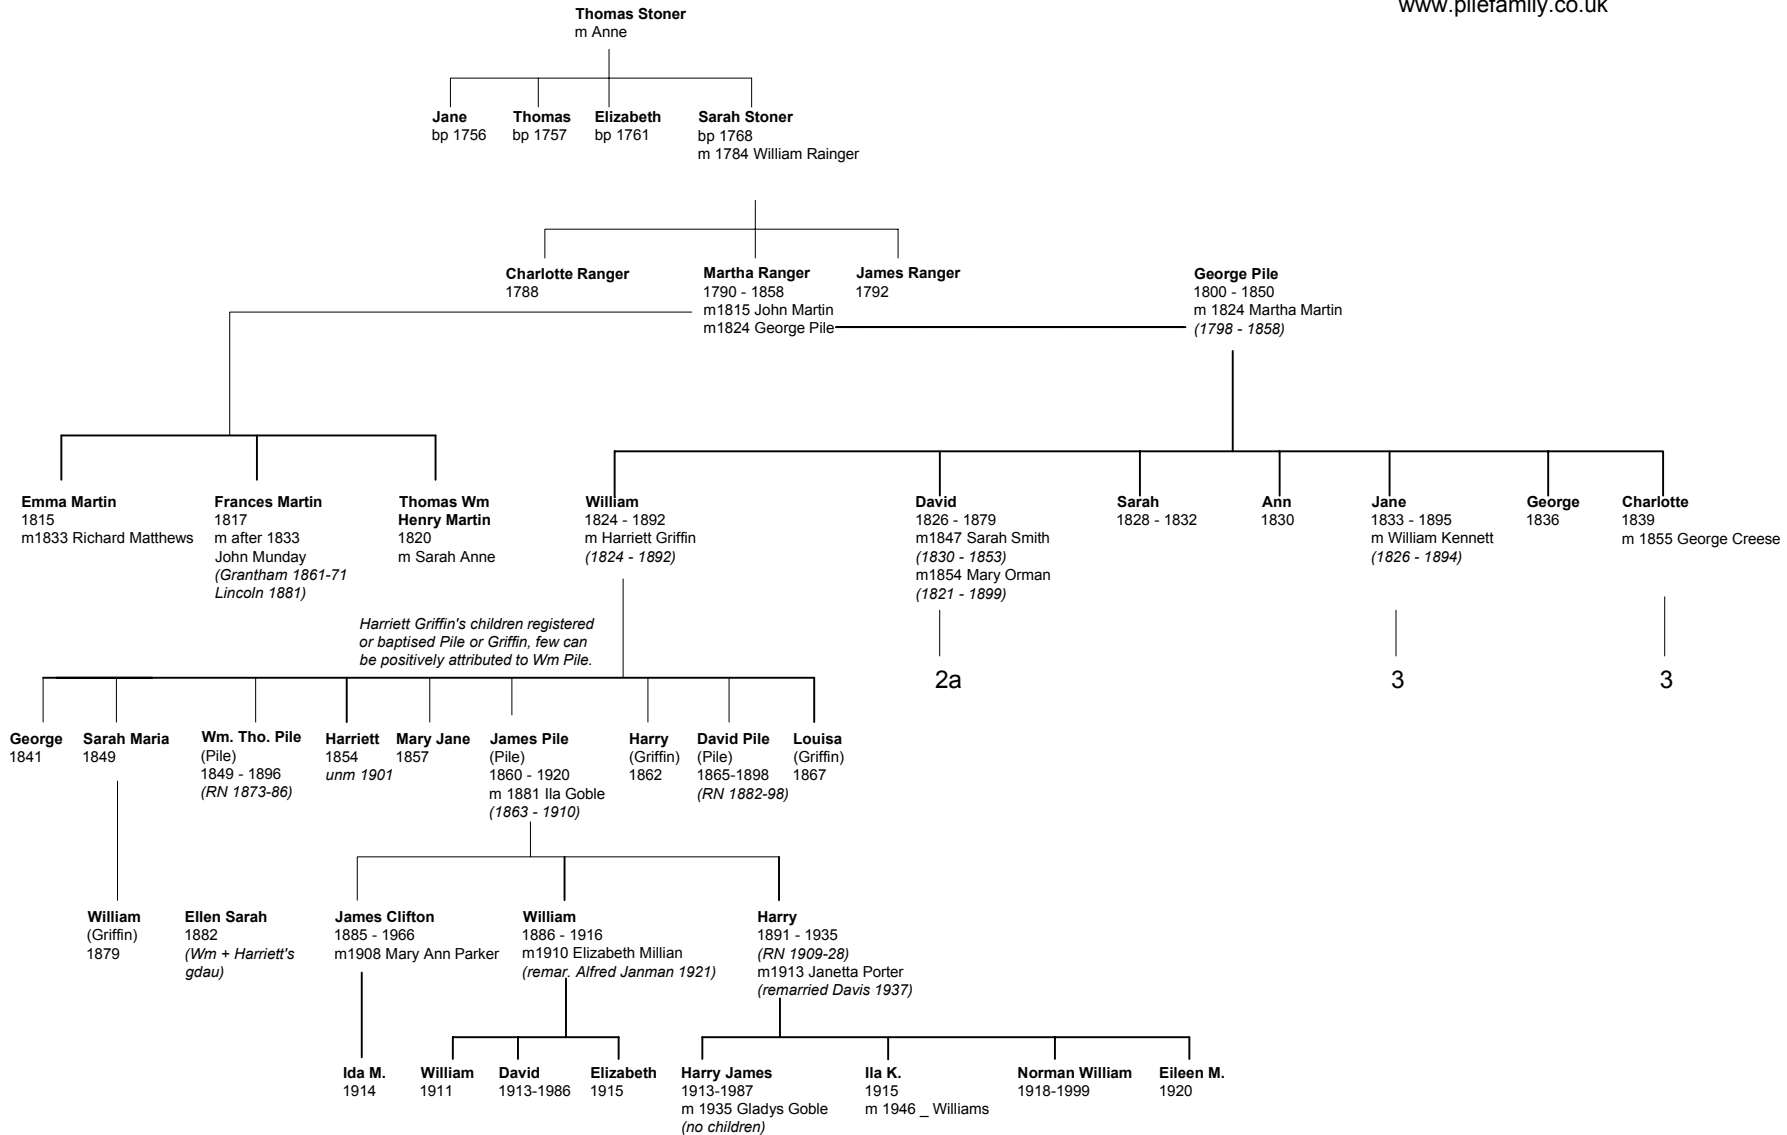 www.pilefamily.co.uk
Thomas Stoner
m Anne
Jane
bp 1756
Thomas
bp 1757
Elizabeth
bp 1761
Sarah Stoner
bp 1768
m 1784 William Rainger
Charlotte Ranger
1788
Martha Ranger
1790 - 1858
m1815 John Martin
m1824 George Pile
James Ranger
1792
George Pile
1800 - 1850
m 1824 Martha Martin
(1798 - 1858)
Emma Martin
1815
m1833 Richard Matthews
Frances Martin
1817
m after 1833
John Munday
(Grantham 1861-71
Lincoln 1881)
Thomas Wm
Henry Martin
1820
m Sarah Anne
William
1824 - 1892
m Harriett Griffin
(1824 - 1892)
David
1826 - 1879
m1847 Sarah Smith
(1830 - 1853)
m1854 Mary Orman
(1821 - 1899)
Sarah
1828 - 1832
Ann
1830
Jane
1833 - 1895
m William Kennett
(1826 - 1894)
George
1836
Charlotte
1839
m 1855 George Creese
Harriett Griffin's children registered
or baptised Pile or Griffin, few can
be positively attributed to Wm Pile.
2a
3
3
George
1841
Sarah Maria
1849
Wm. Tho. Pile
(Pile)
1849 - 1896
(RN 1873-86)
Harriett
1854
unm 1901
Mary Jane
1857
James Pile
(Pile)
1860 - 1920
m 1881 Ila Goble
(1863 - 1910)
Harry
(Griffin)
1862
David Pile
(Pile)
1865-1898
(RN 1882-98)
Louisa
(Griffin)
1867
William
(Griffin)
1879
Ellen Sarah
1882
(Wm + Harriett's
gdau)
James Clifton
1885 - 1966
m1908 Mary Ann Parker
William
1886 - 1916
m1910 Elizabeth Millian
(remar. Alfred Janman 1921)
Harry
1891 - 1935
(RN 1909-28)
m1913 Janetta Porter
(remarried Davis 1937)
Ida M.
1914
William
1911
David
1913-1986
Elizabeth
1915
Harry James
1913-1987
m 1935 Gladys Goble
(no children)
Ila K.
1915
m 1946 _ Williams
Norman William
1918-1999
Eileen M.
1920